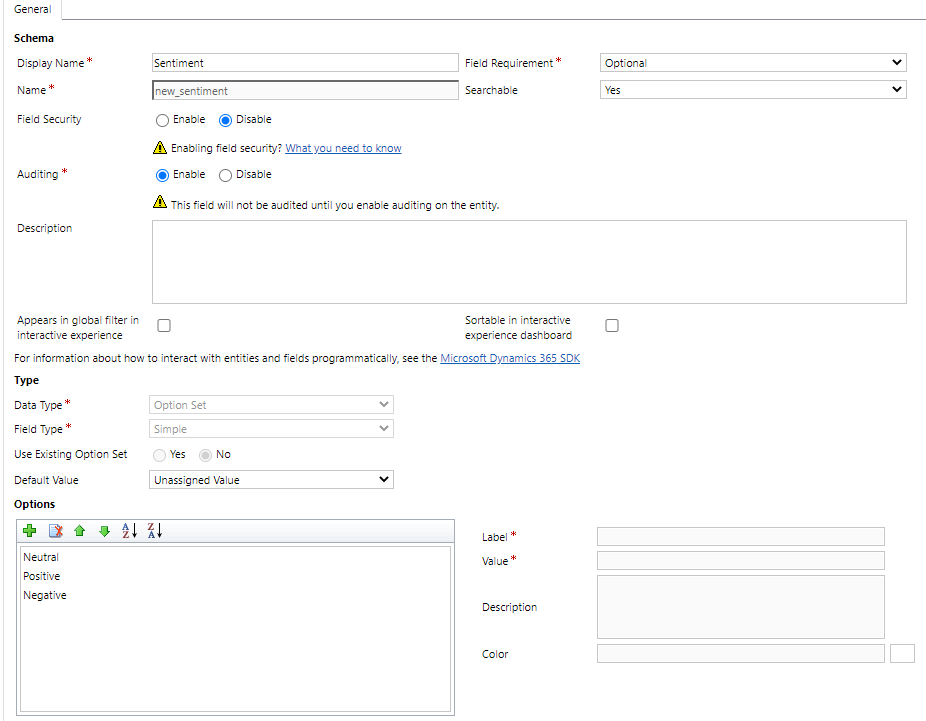 General
Schema
Display Name* Sentiment Field Requirement* Optional
Name* new_sentiment Searchable Yes
Field Security Enable Disable
Enabling field security? What you need to know
Auditing * Enable Disable
This field will not be audited until you enable auditing on the entity.
Description
Appears in global filter in
interactive experience
Sortable in interactive
experience dashboard
For information about how to interact with entities and fields programmatically, see the Microsoft Dynamics 365 SDK
Type
Data Type* Option Set
Field Type* Simple
Use Existing Option Set Yes No
Default Value Unassigned Value
Options
A Z Z A
Neutral
Positive
Negative
Label*
Value*
Description
Color